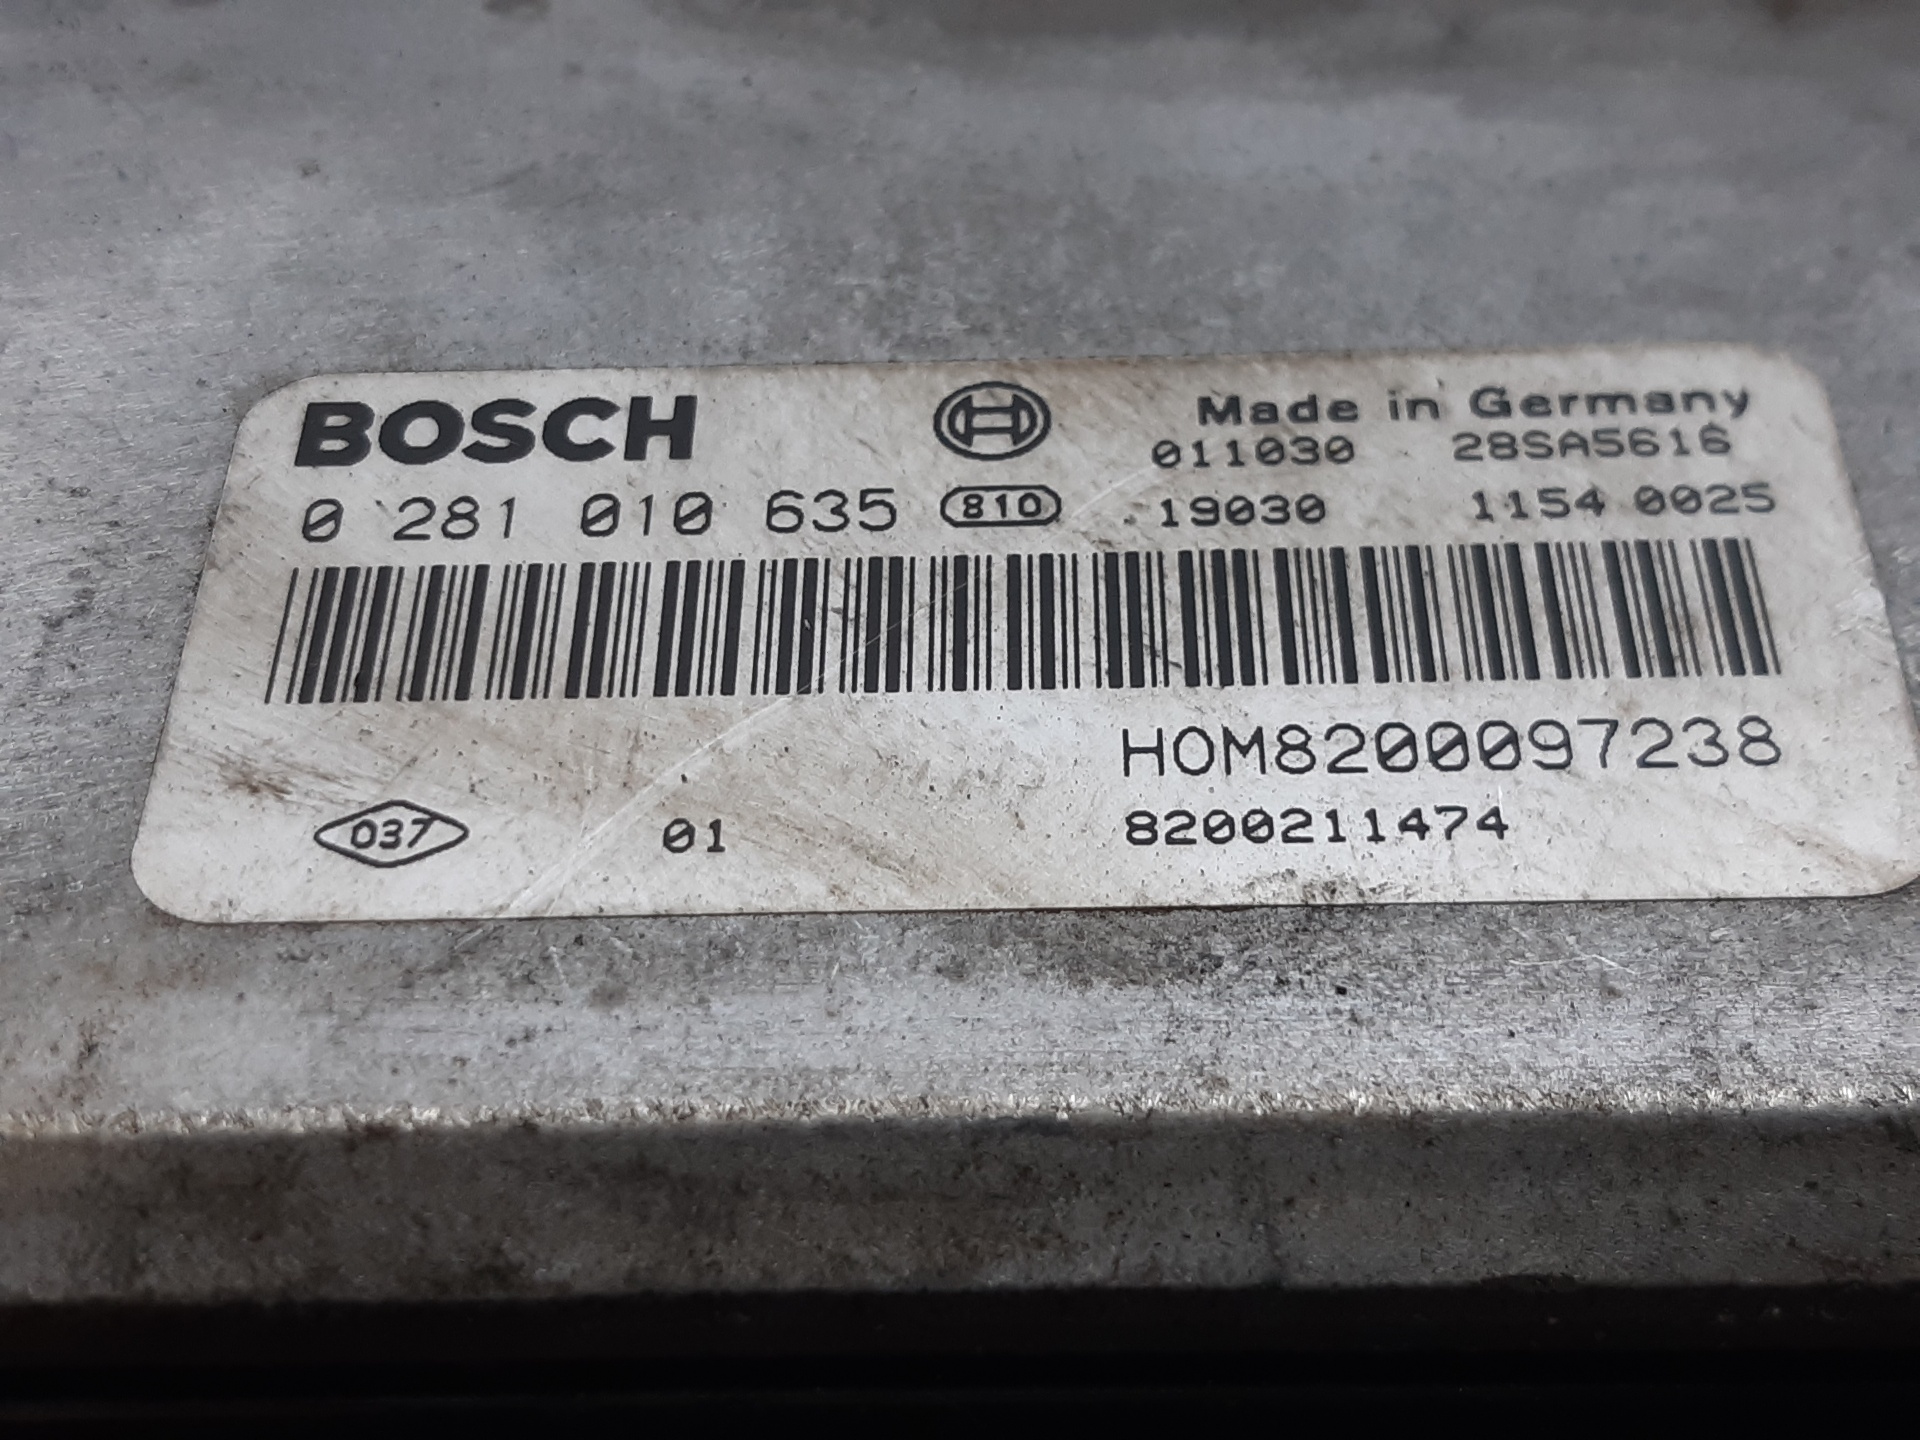 BOSCH Made in Germany
011030 28SA5616
0 281 010 635 810 19030 1154 0025
HOM8200097238
037 01 8200211474